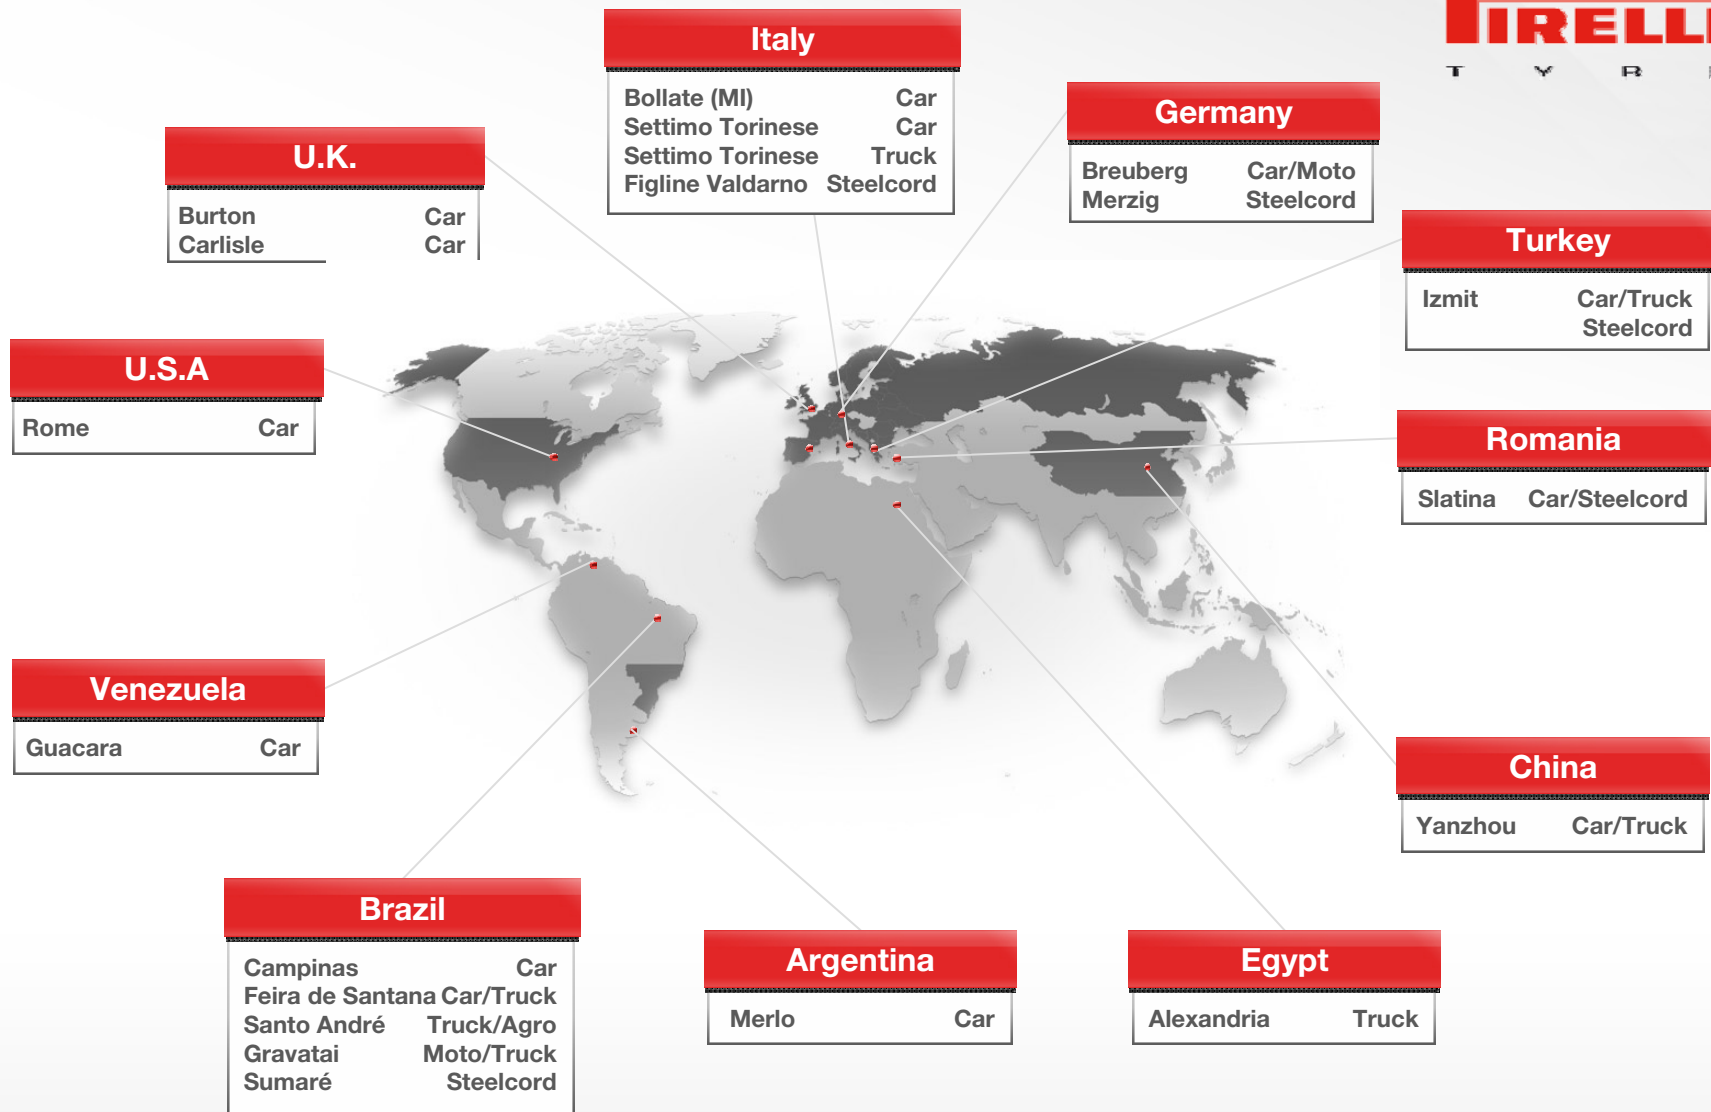 PIRELL
T Y R
Italy
Bollate (MI) Car
Settimo Torinese Car
Settimo Torinese Truck
Figline Valdarno Steelcord
Germany
Breuberg Car/Moto
Merzig Steelcord
U.K.
Burton Car
Carlisle Car
Turkey
Izmit Car/Truck
Steelcord
U.S.A
Rome Car
Romania
Slatina Car/Steelcord
Venezuela
Guacara Car
China
Yanzhou Car/Truck
Brazil
Campinas Car
Feira de Santana Car/Truck
Santo André Truck/Agro
Gravatai Moto/Truck
Sumaré Steelcord
Argentina
Merlo Car
Egypt
Alexandria Truck